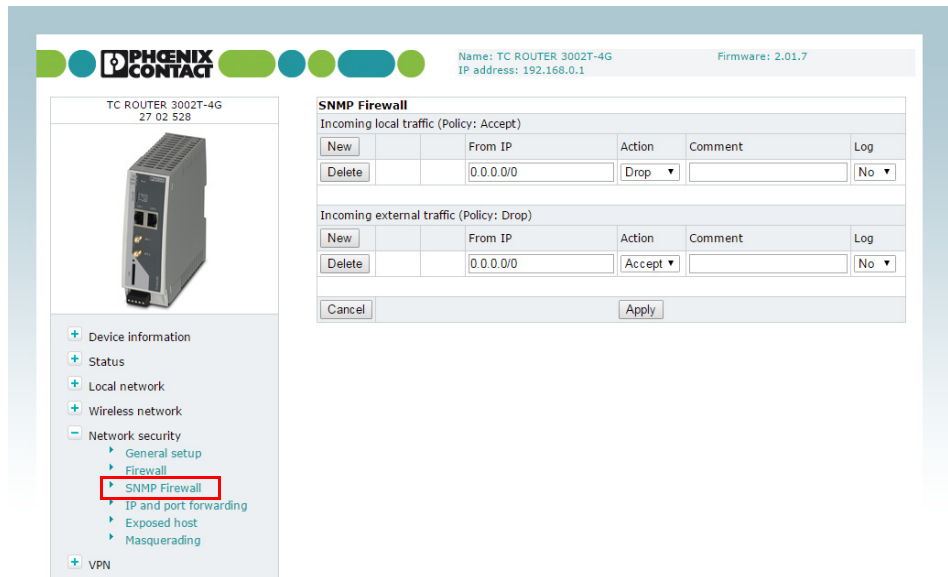 PHŒNIX
CONTACT
Name: TC ROUTER 3002T-4G
Firmware: 2.01.7
IP address: 192.168.0.1
TC ROUTER 3002T-4G
27 02 528
Device information
Status
Local network
Wireless network
Network security
General setup
Firewall
SNMP Firewall
IP and port forwarding
Exposed host
Masquerading
VPN
SNMP Firewall
Incoming local traffic (Policy: Accept)
New From IP Action Comment Log
Delete 0.0.0.0/0 Drop No
Incoming external traffic (Policy: Drop)
New From IP Action Comment Log
Delete 0.0.0.0/0 Accept No
Cancel Apply